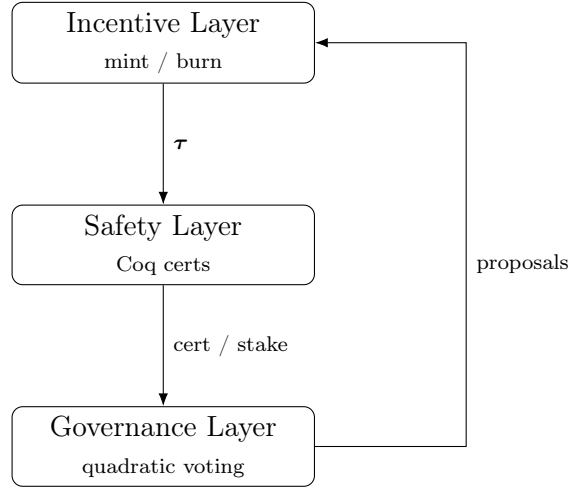 Incentive Layer
mint / burn
τ
Safety Layer
Coq certs
proposals
cert / stake
Governance Layer
quadratic voting